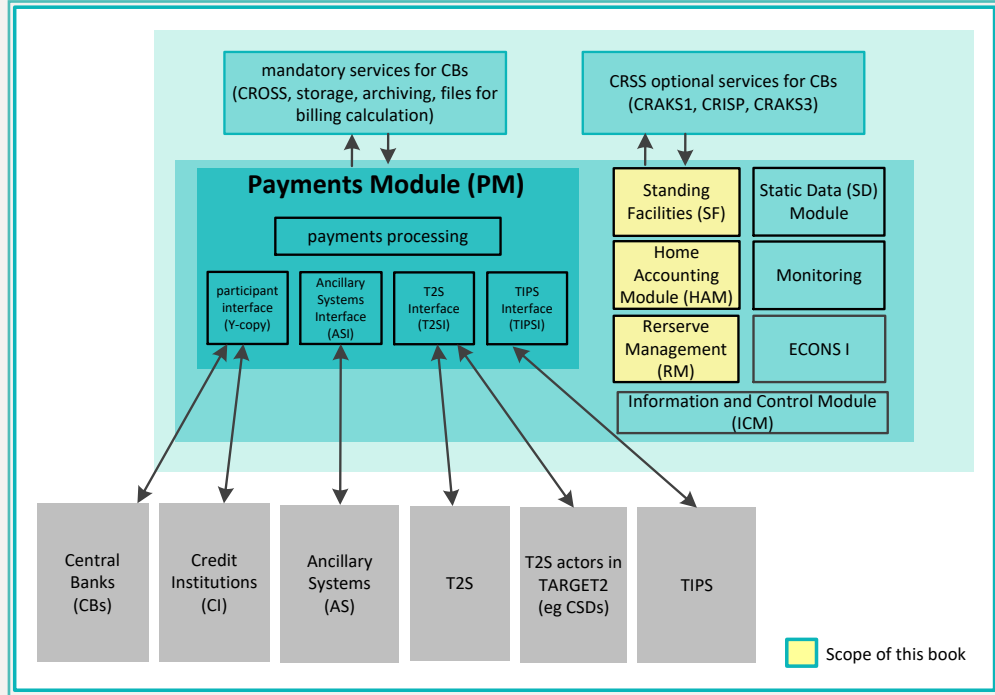 mandatory services for CBs
(CROSS, storage, archiving, files for
billing calculation)
CRSS optional services for CBs
(CRAKS1, CRISP, CRAKS3)
Payments Module (PM)
payments processing
participant
interface
(Y-copy)
Ancillary
Systems
Interface
(ASI)
T2S
Interface
(T2SI)
TIPS
Interface
(TIPSI)
Standing
Facilities (SF)
Static Data (SD)
Module
Home
Accounting
Module (HAM)
Monitoring
Rerserve
Management
(RM)
ECONS I
Information and Control Module
(ICM)
Central
Banks
(CBs)
Credit
Institutions
(CI)
Ancillary
Systems
(AS)
T2S
T2S actors in
TARGET2
(eg CSDs)
TIPS
Scope of this book